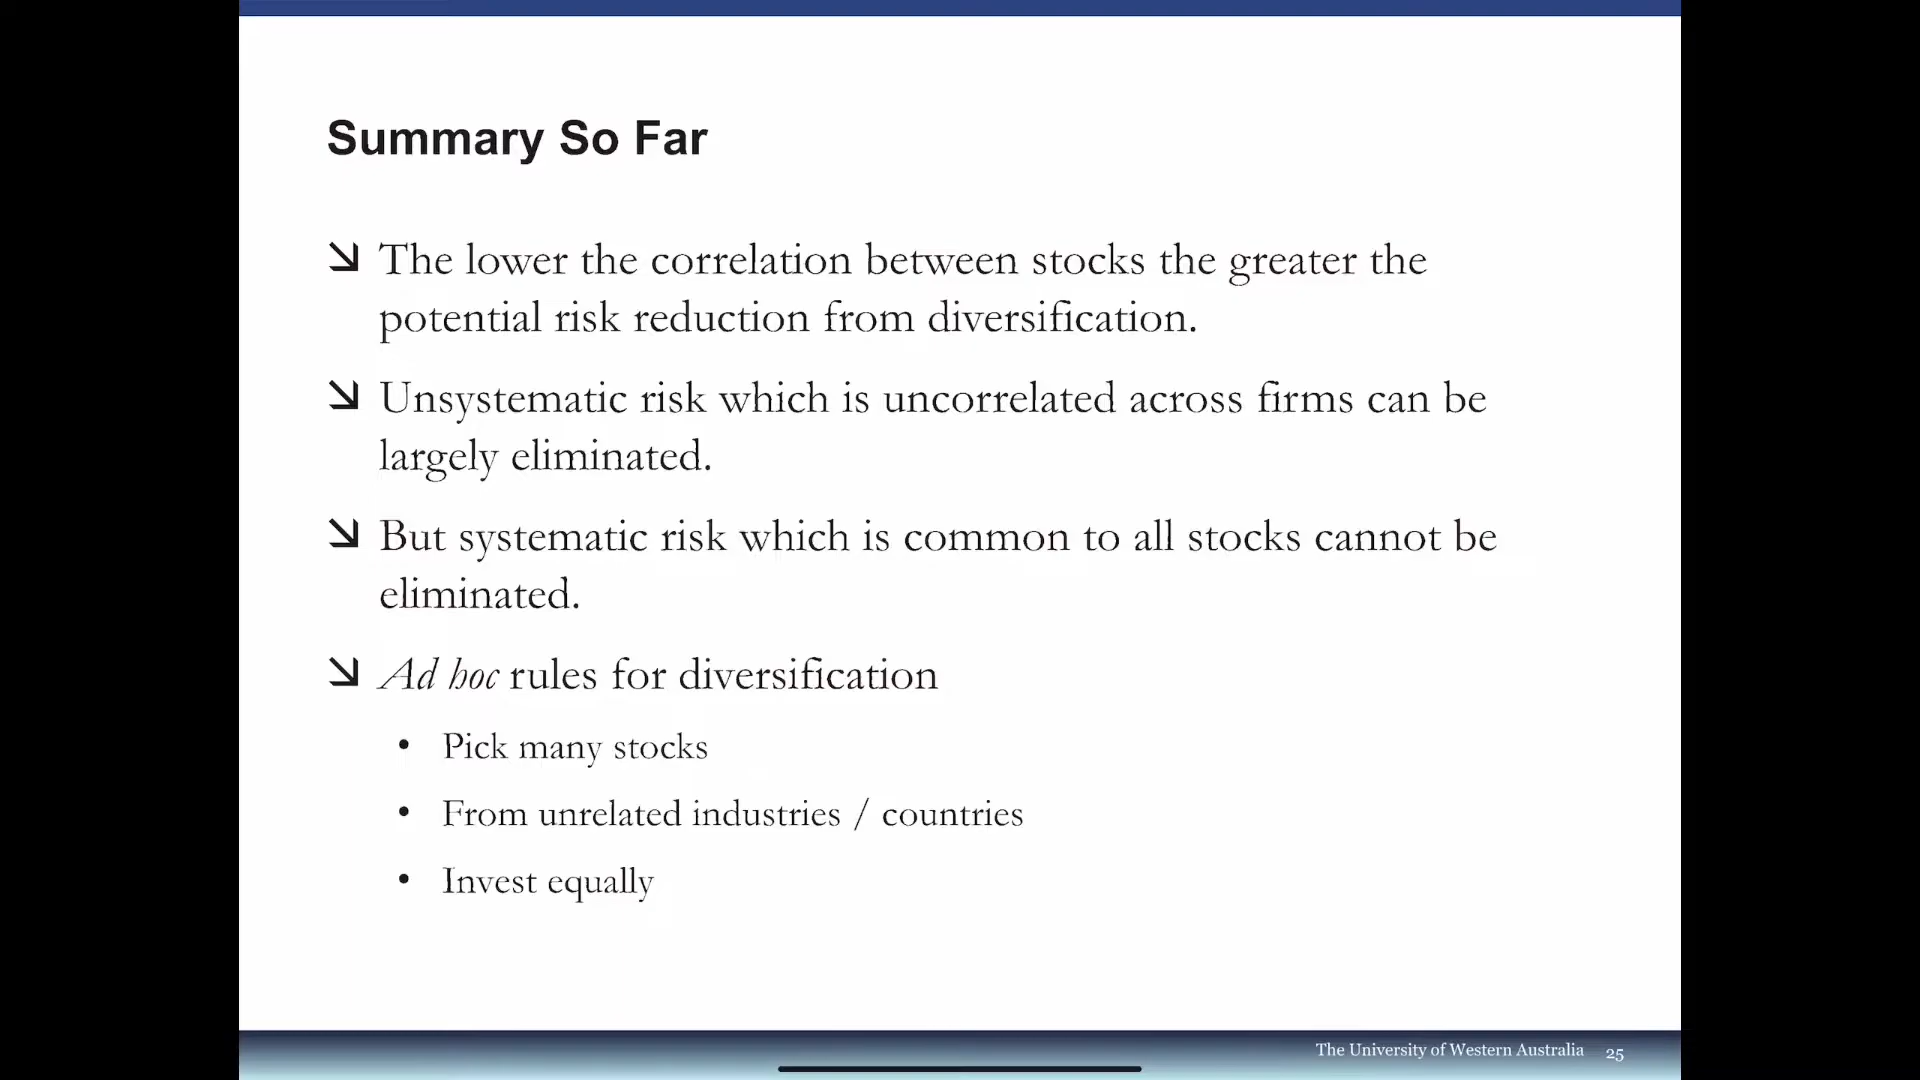 Summary So Far
The lower the correlation between stocks the greater the
potential risk reduction from diversification.
Unsystematic risk which is uncorrelated across firms can be
largely eliminated.
But systematic risk which is common to all stocks cannot be
eliminated.
Ad hoc rules for diversification
• Pick many stocks
• From unrelated industries / countries
• Invest equally
The University of Western Australia 25